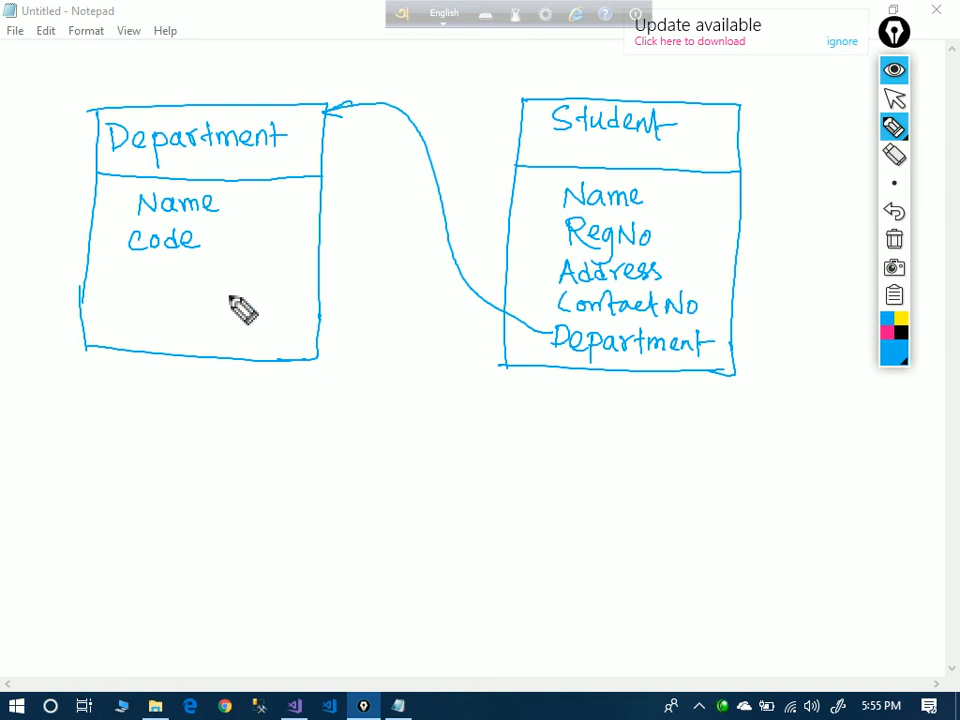 Untitled - Notepad
File Edit Format View Help
English
Update available
Click here to download ignore
Department
Name
Code
Student
Name
RegNo
Address
ContactNo
Department
5:55 PM